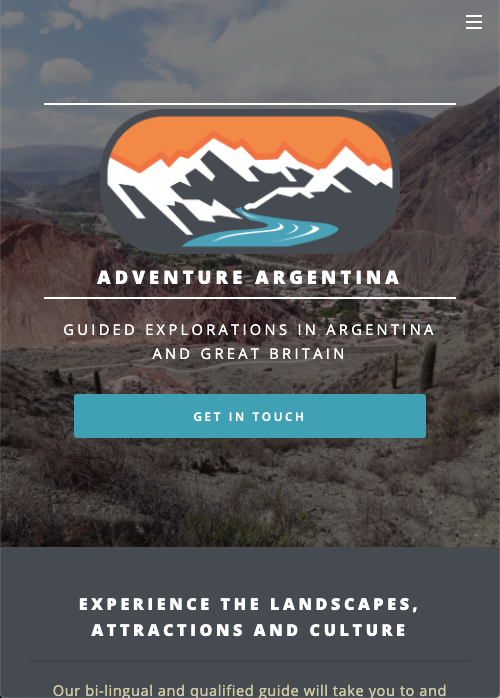 ADVENTURE ARGENTINA
GUIDED EXPLORATIONS IN ARGENTINA
AND GREAT BRITAIN
GET IN TOUCH
EXPERIENCE THE LANDSCAPES,
ATTRACTIONS AND CULTURE
Our bi-lingual and qualified guide will take you to and